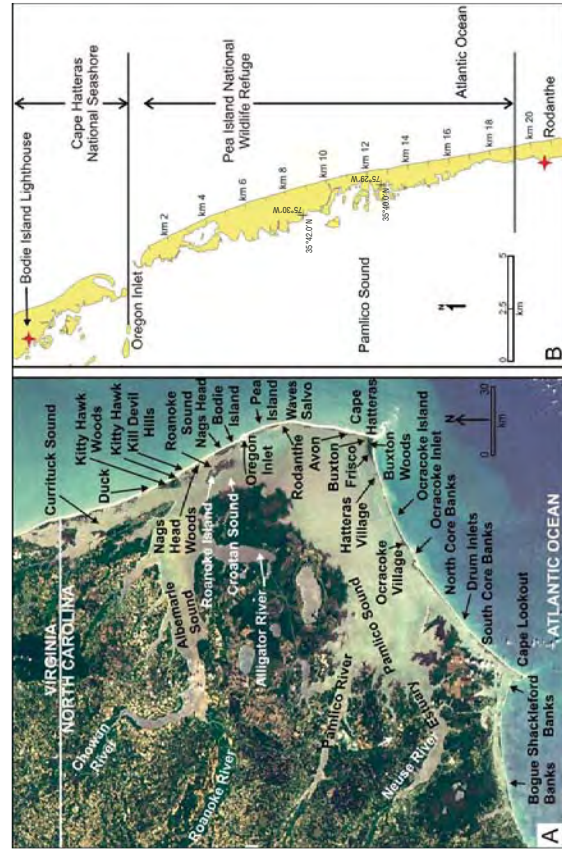 A
VIRGINIA
NORTH CAROLINA
Chowan
River
Roanoke River
Currituck Sound
Duck
Kitty Hawk
Woods
Kitty Hawk
Kill Devil
Hills
Roanoke
Sound
Nags Head
Bodie
Island
Oregon
Inlet
Pea
Island
Nags
Head
Woods
Albemarle
Sound
Roanoke Island
Croatan Sound
Alligator River
Rodanthe
Waves
Salvo
Avon
Buxton
Frisco
Cape
Hatteras
Buxton
Woods
Hatteras
Village
Ocracoke Island
Ocracoke Inlet
Ocracoke
Village
Pamlico Sound
Pamlico River
Neuse River
Estuary
North Core Banks
Drum Inlets
South Core Banks
Cape Lookout
Shackleford
Banks
Bogue
Banks
ATLANTIC OCEAN
N
0 30
km
B
Bodie Island Lighthouse
Cape Hatteras
National Seashore
Oregon Inlet
Pea Island National
Wildlife Refuge
km 2
km 4
km 6
km 8
km 10
km 12
km 14
km 16
km 18
km 20
75°30'W
35°42.0'N
75°29'W
35°40.0'N
Pamlico Sound
Atlantic Ocean
Rodanthe
N
0 2.5 5
km